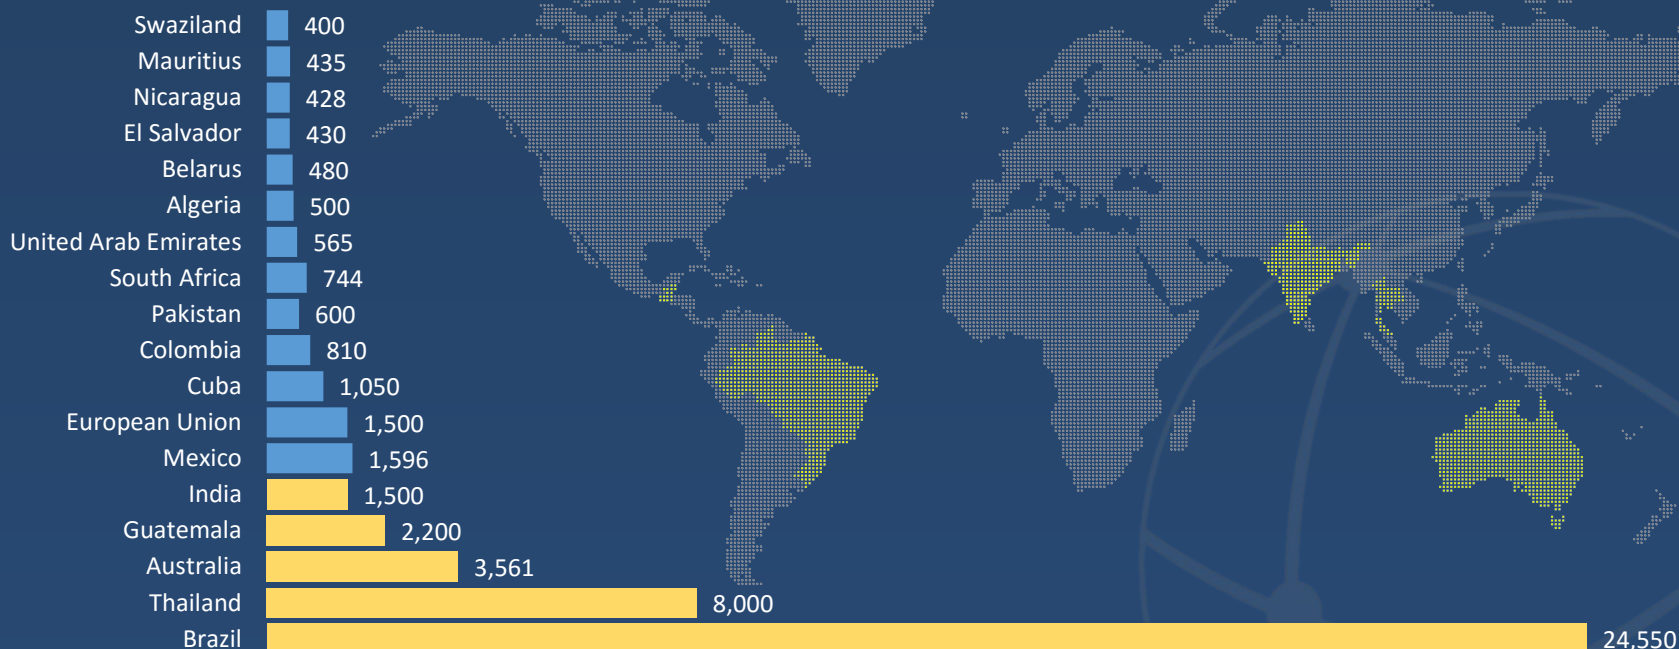 Swaziland 400
Mauritius 435
Nicaragua 428
El Salvador 430
Belarus 480
Algeria 500
United Arab Emirates 565
South Africa 744
Pakistan 600
Colombia 810
Cuba 1,050
European Union 1,500
Mexico 1,596
India 1,500
Guatemala 2,200
Australia 3,561
Thailand 8,000
Brazil 24,550